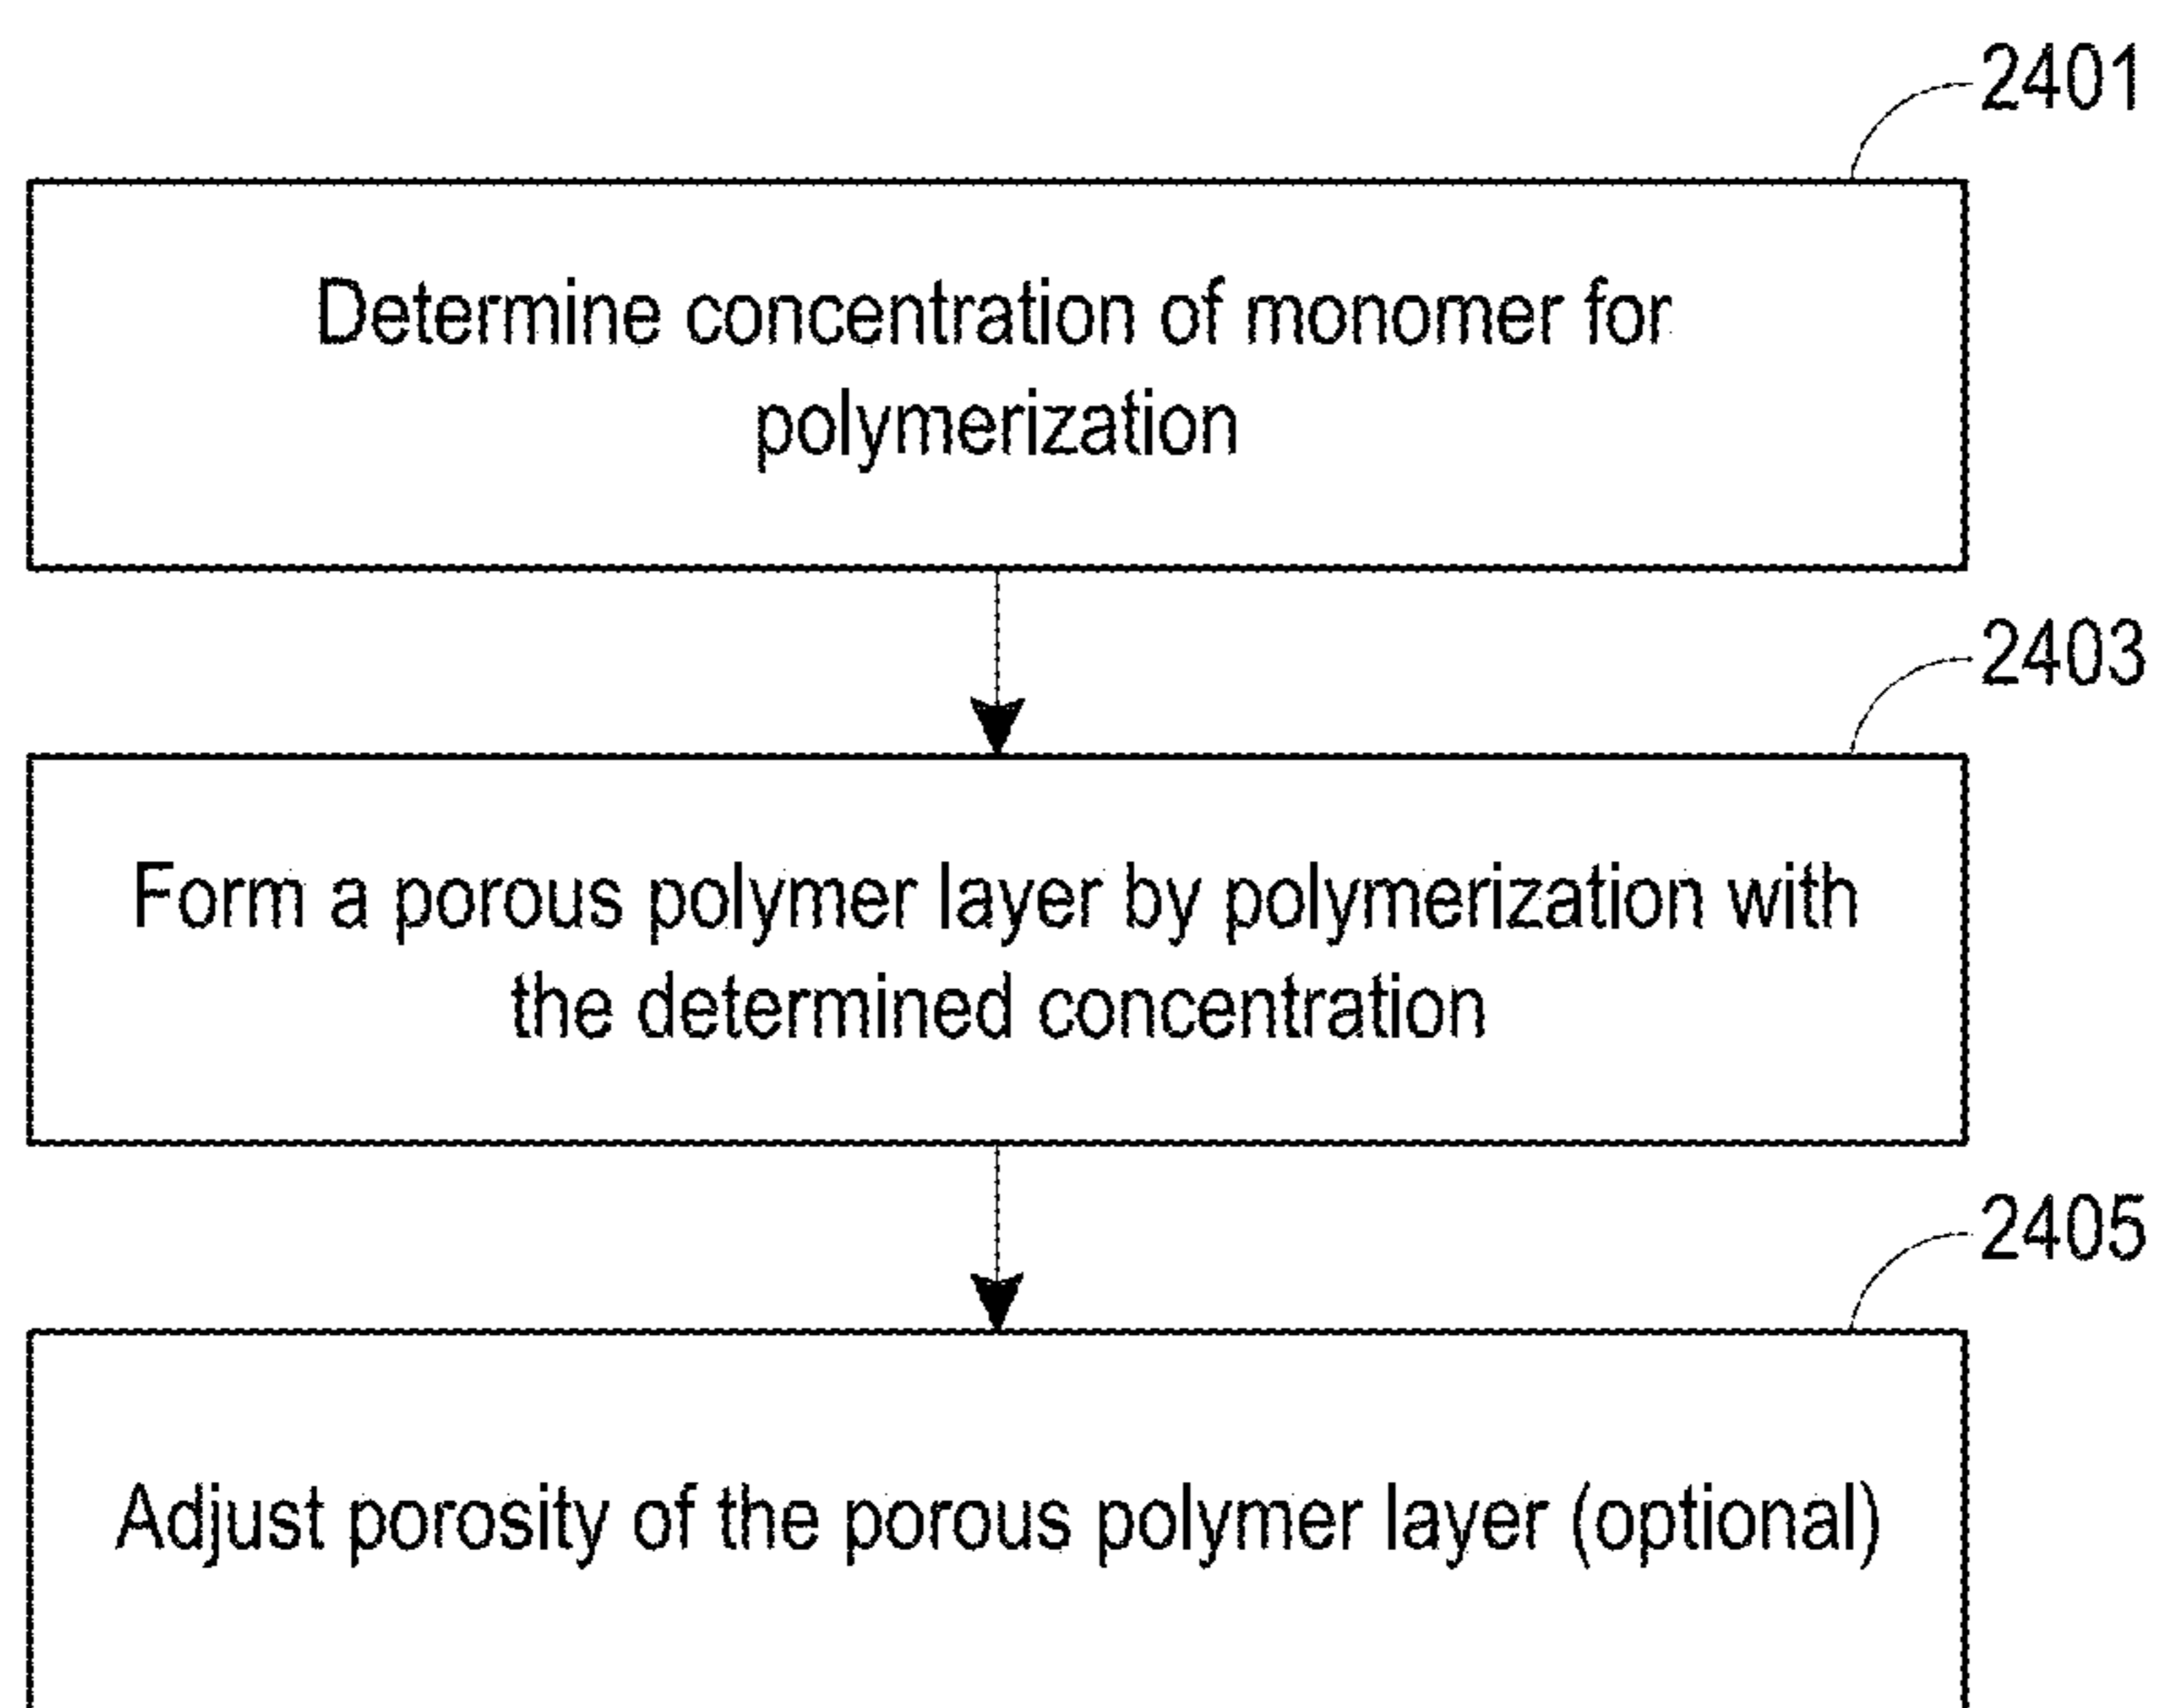 2401
Determine concentration of monomer for
polymerization
2403
Form a porous polymer layer by polymerization with
the determined concentration
2405
Adjust porosity of the porous polymer layer (optional)